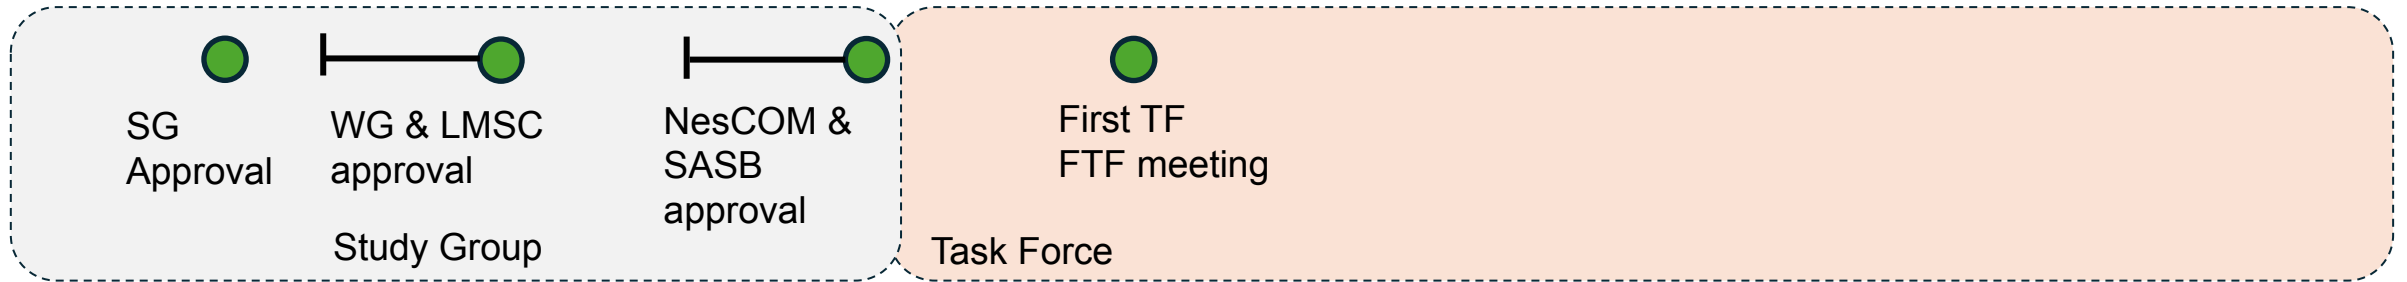 SG
Approval
WG & LMSC
approval
NesCOM &
SASB
approval
Study Group
First TF
FTF meeting
Task Force